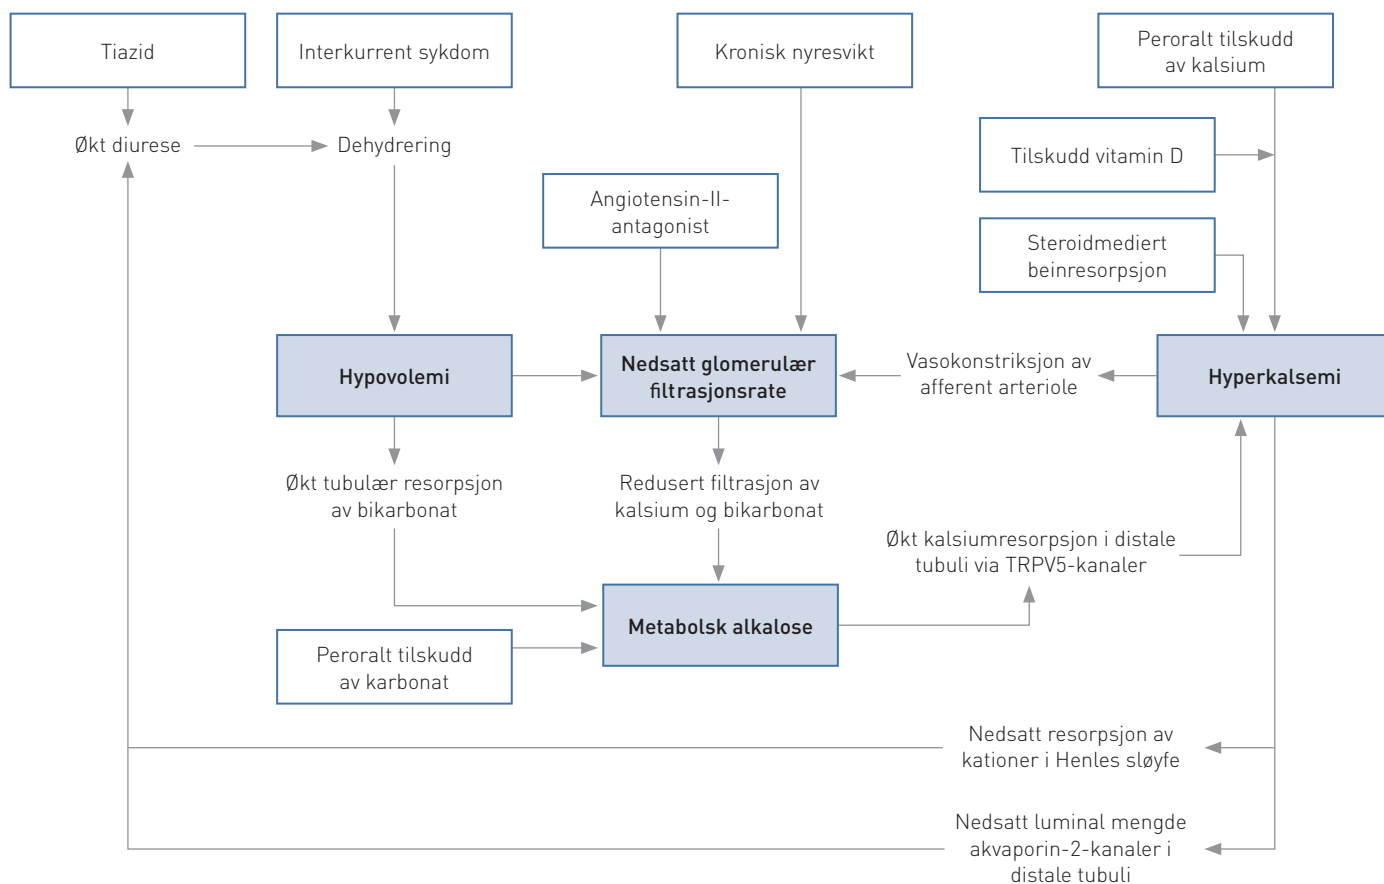 Tiazid
Interkurrent sykdom
Kronisk nyresvikt
Peroralt tilskudd
av kalsium
Økt diurese
Dehydrering
Tilskudd vitamin D
Angiotensin-II-
antagonist
Steroidmediert
beinresorpsjon
Hypovolemi
Nedsatt glomerulær
filtrasjonsrate
Vasokonstriksjon av
afferent arteriole
Hyperkalsemi
Økt tubulær resorpsjon
av bikarbonat
Redusert filtrasjon av
kalsium og bikarbonat
Økt kalsiumresorpsjon i distale
tubuli via TRPV5-kanaler
Metabolsk alkalose
Peroralt tilskudd
av karbonat
Nedsatt resorpsjon av
kationer i Henles sløyfe
Nedsatt luminal mengde
akvaporin-2-kanaler i
distale tubuli